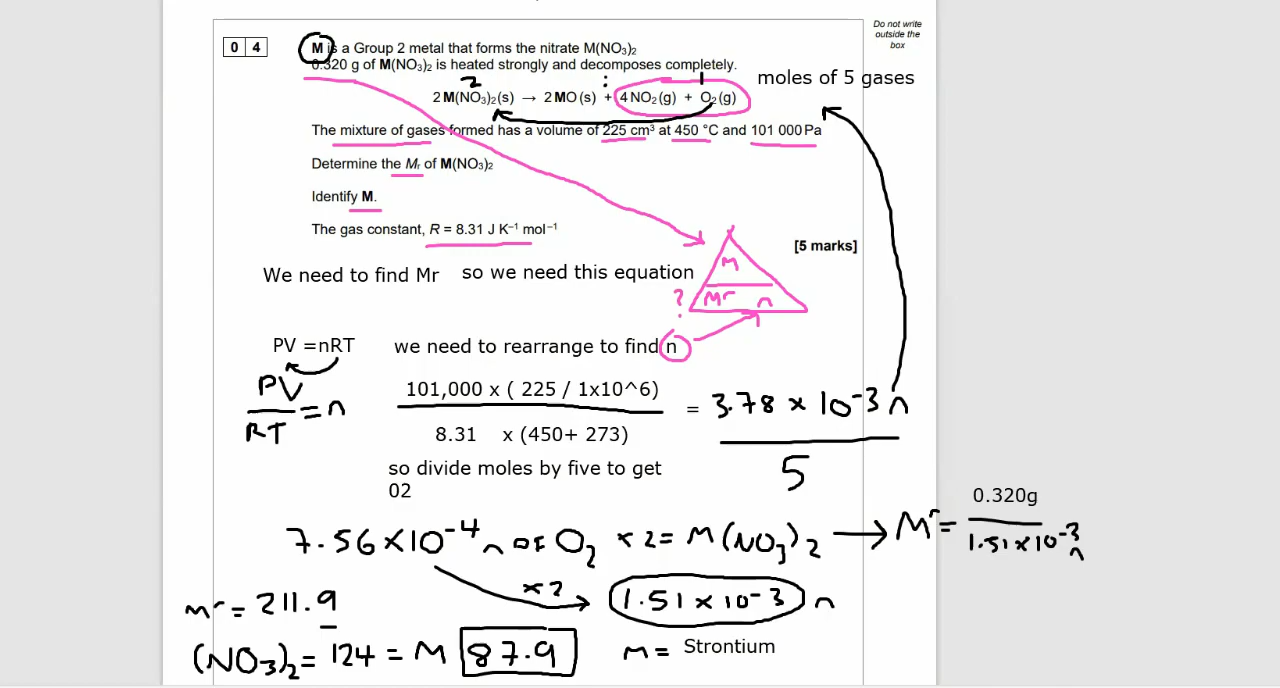 Do not write
outside the
box
0 4
M is a Group 2 metal that forms the nitrate M(NO₃)₂
0.320 g of M(NO₃)₂ is heated strongly and decomposes completely.
2 : 1
moles of 5 gases
2 M(NO₃)₂(s) → 2 MO (s) + 4 NO₂ (g) + O₂ (g)
The mixture of gases formed has a volume of 225 cm³ at 450 °C and 101 000 Pa
Determine the Mᵣ of M(NO₃)₂
Identify M.
The gas constant, R = 8.31 J K⁻¹ mol⁻¹
[5 marks]
We need to find Mr so we need this equation
M
? Mr n
PV =nRT we need to rearrange to find n
PV/RT = n
101,000 x ( 225 / 1x10^6)
= 3.78 × 10⁻³ n
8.31 x (450+ 273)
5
so divide moles by five to get
02
0.320g
7.56 × 10⁻⁴ n of O₂ × 2 = M(NO₃)₂ → Mr =
1.51 × 10⁻³ n
× 2
1.51 × 10⁻³ n
mr = 211.9
(NO₃)₂ = 124 = M 87.9
m = Strontium